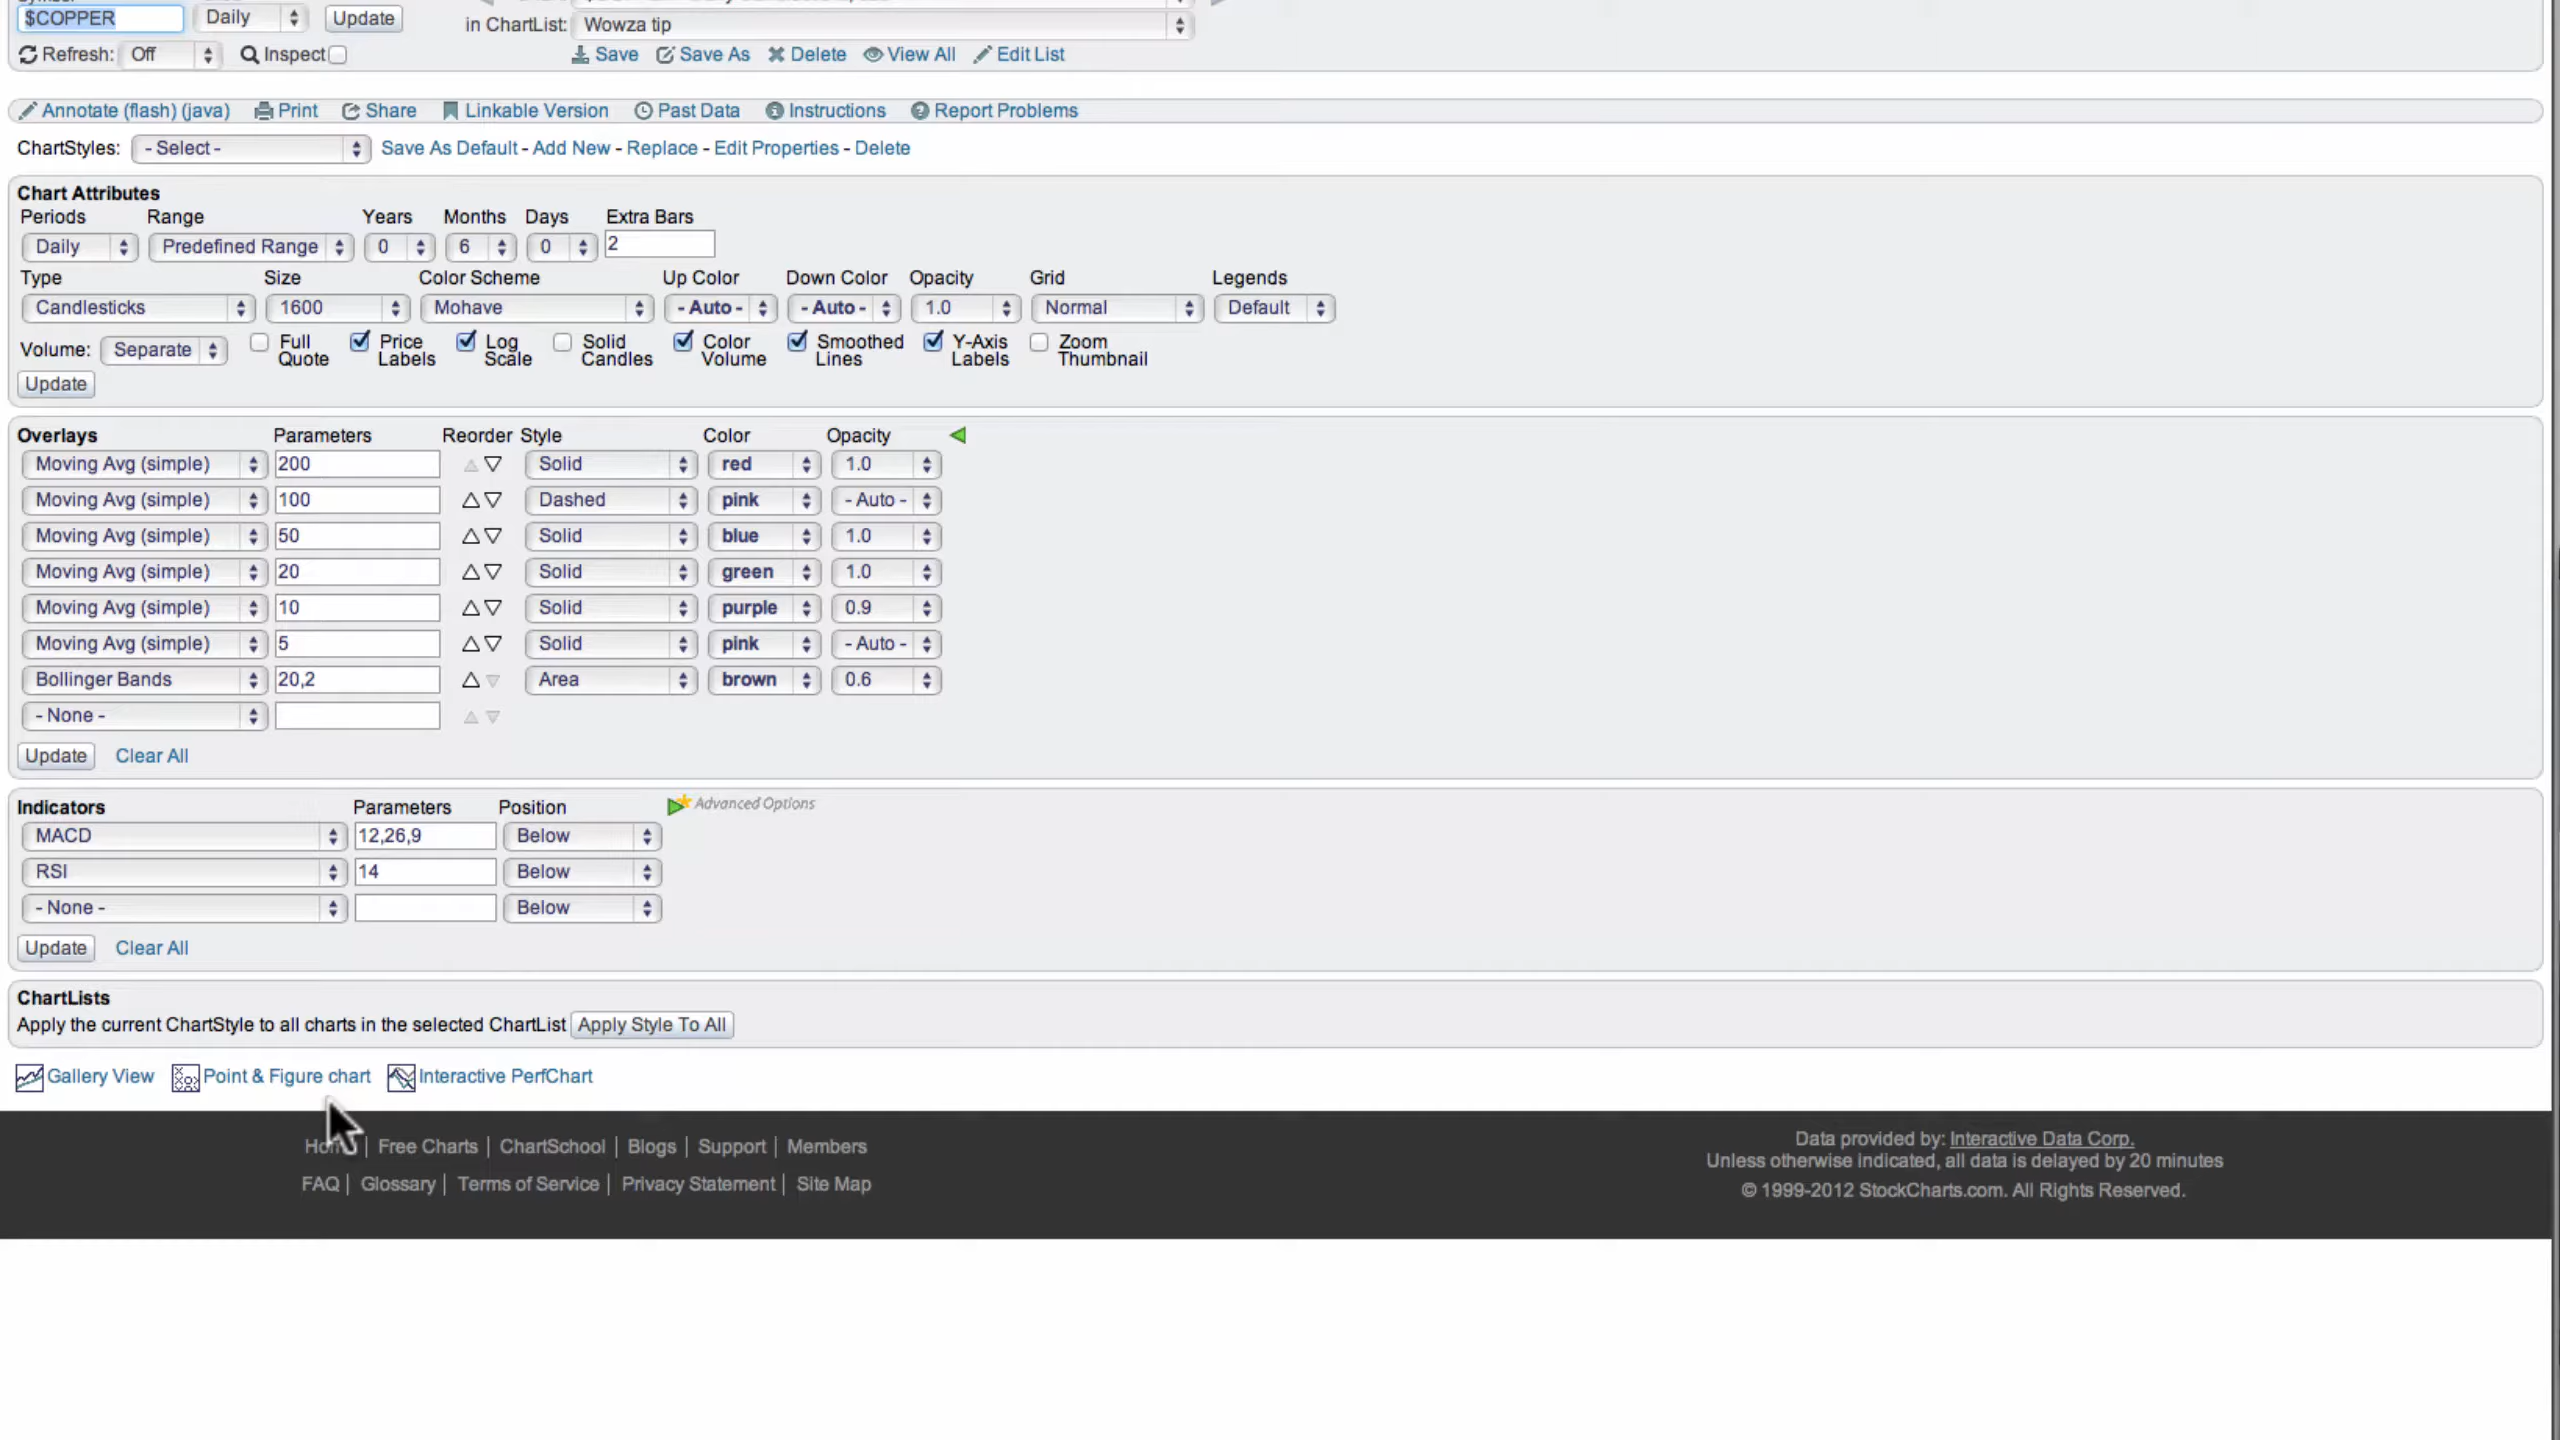 $COPPER Daily Update
in ChartList: Wowza tip
Refresh: Off Inspect
Save Save As Delete View All Edit List
Annotate (flash) (java) Print Share Linkable Version Past Data Instructions Report Problems
ChartStyles: - Select - Save As Default - Add New - Replace - Edit Properties - Delete
Chart Attributes
Periods Range Years Months Days Extra Bars
Daily Predefined Range 0 6 0 2
Type Size Color Scheme Up Color Down Color Opacity Grid Legends
Candlesticks 1600 Mohave - Auto - - Auto - 1.0 Normal Default
Volume: Separate Full Quote Price Labels Log Scale Solid Candles Color Volume Smoothed Lines Y-Axis Labels Zoom Thumbnail
Update
Overlays Parameters Reorder Style Color Opacity
Moving Avg (simple) 200 Solid red 1.0
Moving Avg (simple) 100 Dashed pink - Auto -
Moving Avg (simple) 50 Solid blue 1.0
Moving Avg (simple) 20 Solid green 1.0
Moving Avg (simple) 10 Solid purple 0.9
Moving Avg (simple) 5 Solid pink - Auto -
Bollinger Bands 20,2 Area brown 0.6
- None -
Update Clear All
Indicators Parameters Position Advanced Options
MACD 12,26,9 Below
RSI 14 Below
- None - Below
Update Clear All
ChartLists
Apply the current ChartStyle to all charts in the selected ChartList Apply Style To All
Gallery View Point & Figure chart Interactive PerfChart
| Free Charts | ChartSchool | Blogs | Support | Members
FAQ | Glossary | Terms of Service | Privacy Statement | Site Map
Data provided by: Interactive Data Corp.
Unless otherwise indicated, all data is delayed by 20 minutes
© 1999-2012 StockCharts.com. All Rights Reserved.